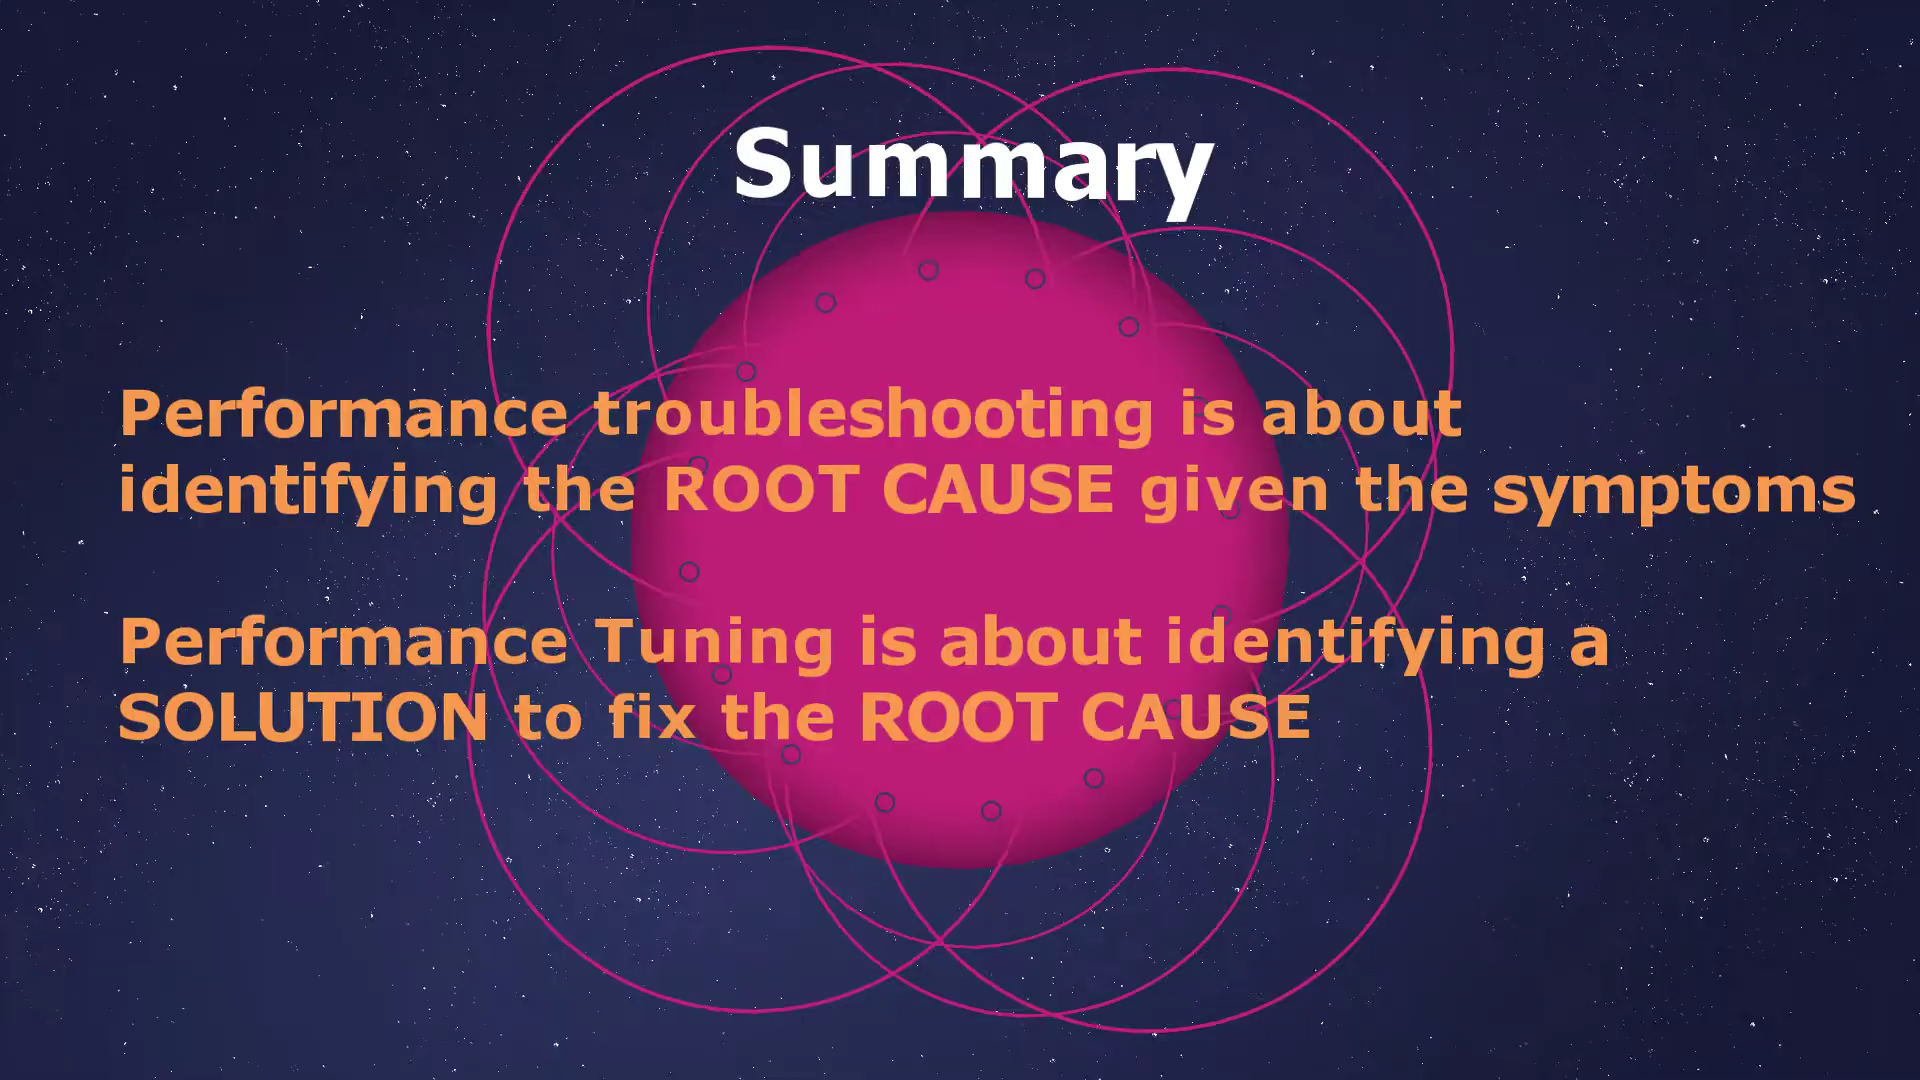 Summary
Performance troubleshooting is about
identifying the ROOT CAUSE given the symptoms
Performance Tuning is about identifying a
SOLUTION to fix the ROOT CAUSE